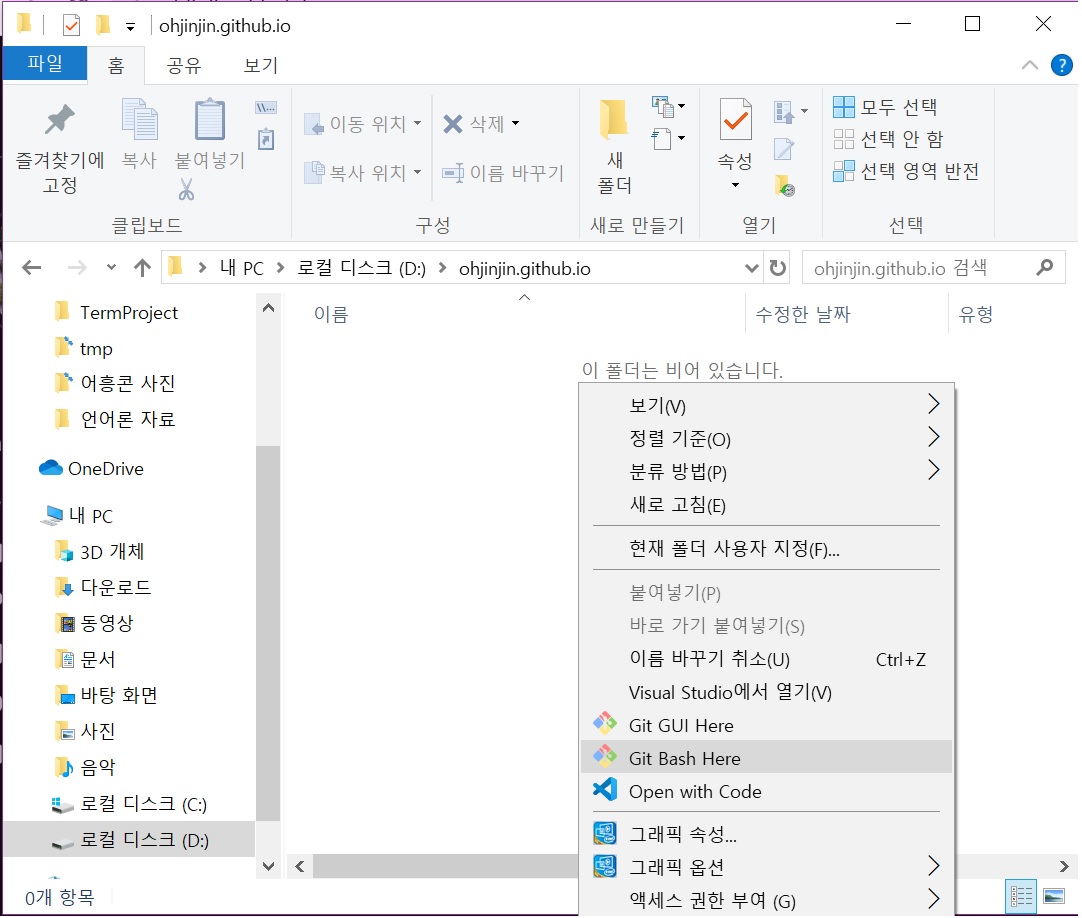 ohjinjin.github.io
파일
홈
공유
보기
즐겨찾기에
고정
복사
붙여넣기
이동 위치
복사 위치
삭제
이름 바꾸기
새
폴더
속성
모두 선택
선택 안 함
선택 영역 반전
클립보드
구성
새로 만들기
열기
선택
내 PC
로컬 디스크 (D:)
ohjinjin.github.io
ohjinjin.github.io 검색
TermProject
tmp
어흥콘 사진
언어론 자료
OneDrive
내 PC
3D 개체
다운로드
동영상
문서
바탕 화면
사진
음악
로컬 디스크 (C:)
로컬 디스크 (D:)
이름
수정한 날짜
유형
이 폴더는 비어 있습니다.
보기(V)
정렬 기준(O)
분류 방법(P)
새로 고침(E)
현재 폴더 사용자 지정(F)...
붙여넣기(P)
바로 가기 붙여넣기(S)
이름 바꾸기 취소(U) Ctrl+Z
Visual Studio에서 열기(V)
Git GUI Here
Git Bash Here
Open with Code
그래픽 속성...
그래픽 옵션
액세스 권한 부여 (G)
0개 항목